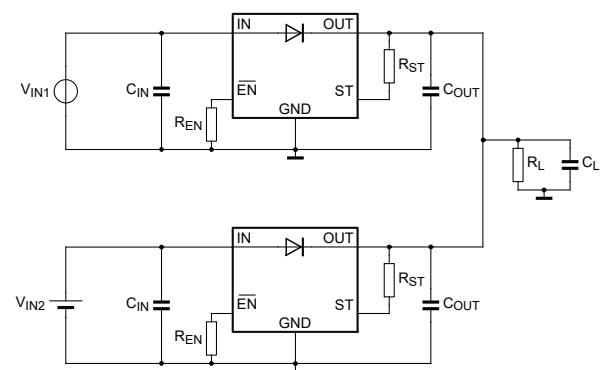 IN OUT
V_IN1 C_IN R_ST
EN ST C_OUT
R_EN GND
R_L C_L
IN OUT
V_IN2 C_IN R_ST
EN ST C_OUT
R_EN GND